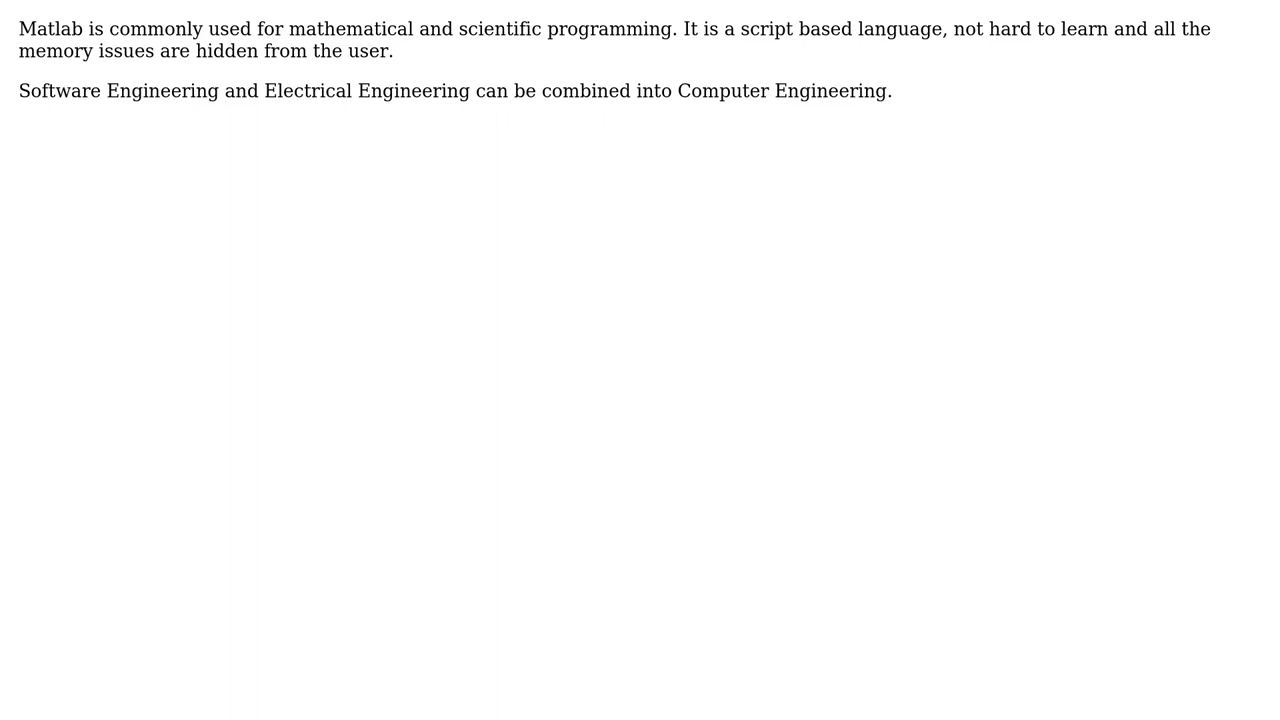 Matlab is commonly used for mathematical and scientific programming. It is a script based language, not hard to learn and all the
memory issues are hidden from the user.
Software Engineering and Electrical Engineering can be combined into Computer Engineering.